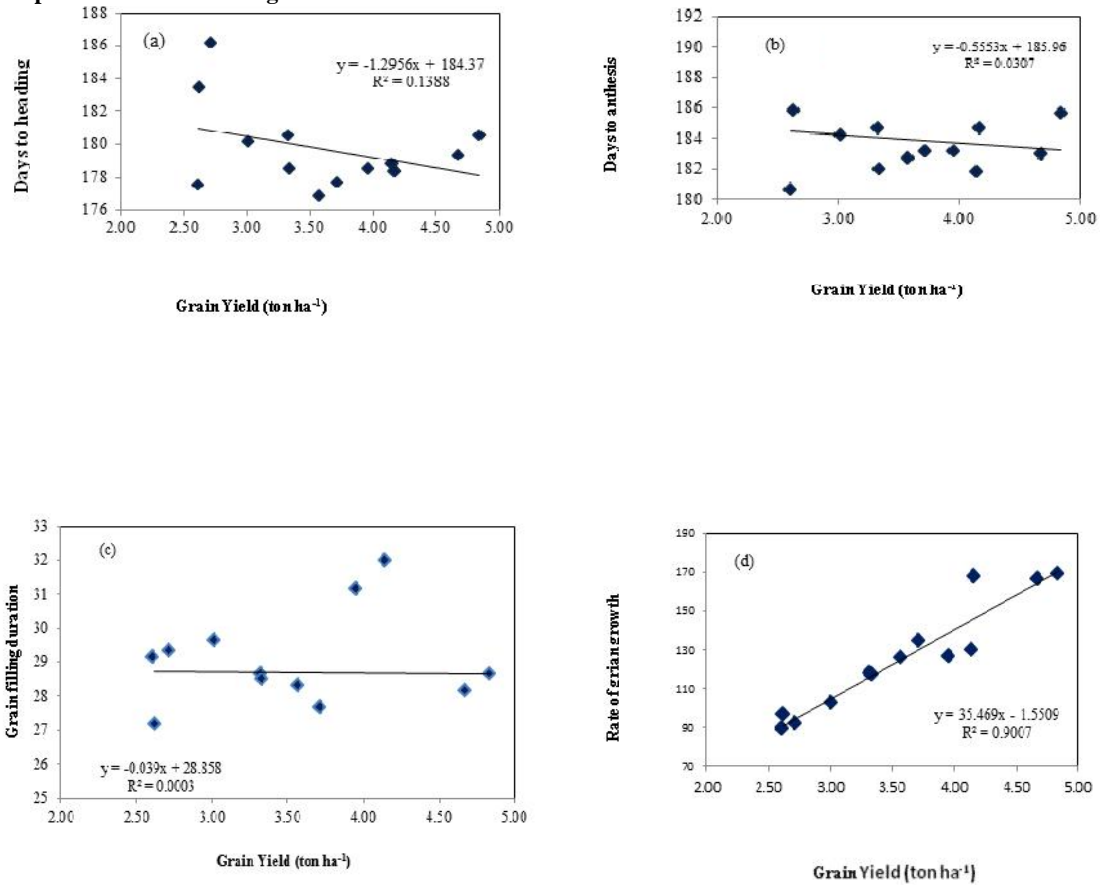 188
186
184
182
180
178
176
(a)
y = -1.2956x + 184.37
R² = 0.1388
Days to heading
2.00 2.50 3.00 3.50 4.00 4.50 5.00
Grain Yield (ton ha⁻¹)
192
190
188
186
184
182
180
(b)
y = -0.5553x + 185.96
R² = 0.0307
Days to anthesis
2.00 3.00 4.00 5.00
Grain Yield (ton ha⁻¹)
33
32
31
30
29
28
27
26
25
(c)
y = -0.039x + 28.858
R² = 0.0003
Grain filling duration
2.00 2.50 3.00 3.50 4.00 4.50 5.00
Grain Yield (ton ha⁻¹)
190
170
150
130
110
90
70
(d)
y = 35.469x - 1.5509
R² = 0.9007
Rate of grian growth
2.00 2.50 3.00 3.50 4.00 4.50 5.00
Grain Yield (ton ha⁻¹)